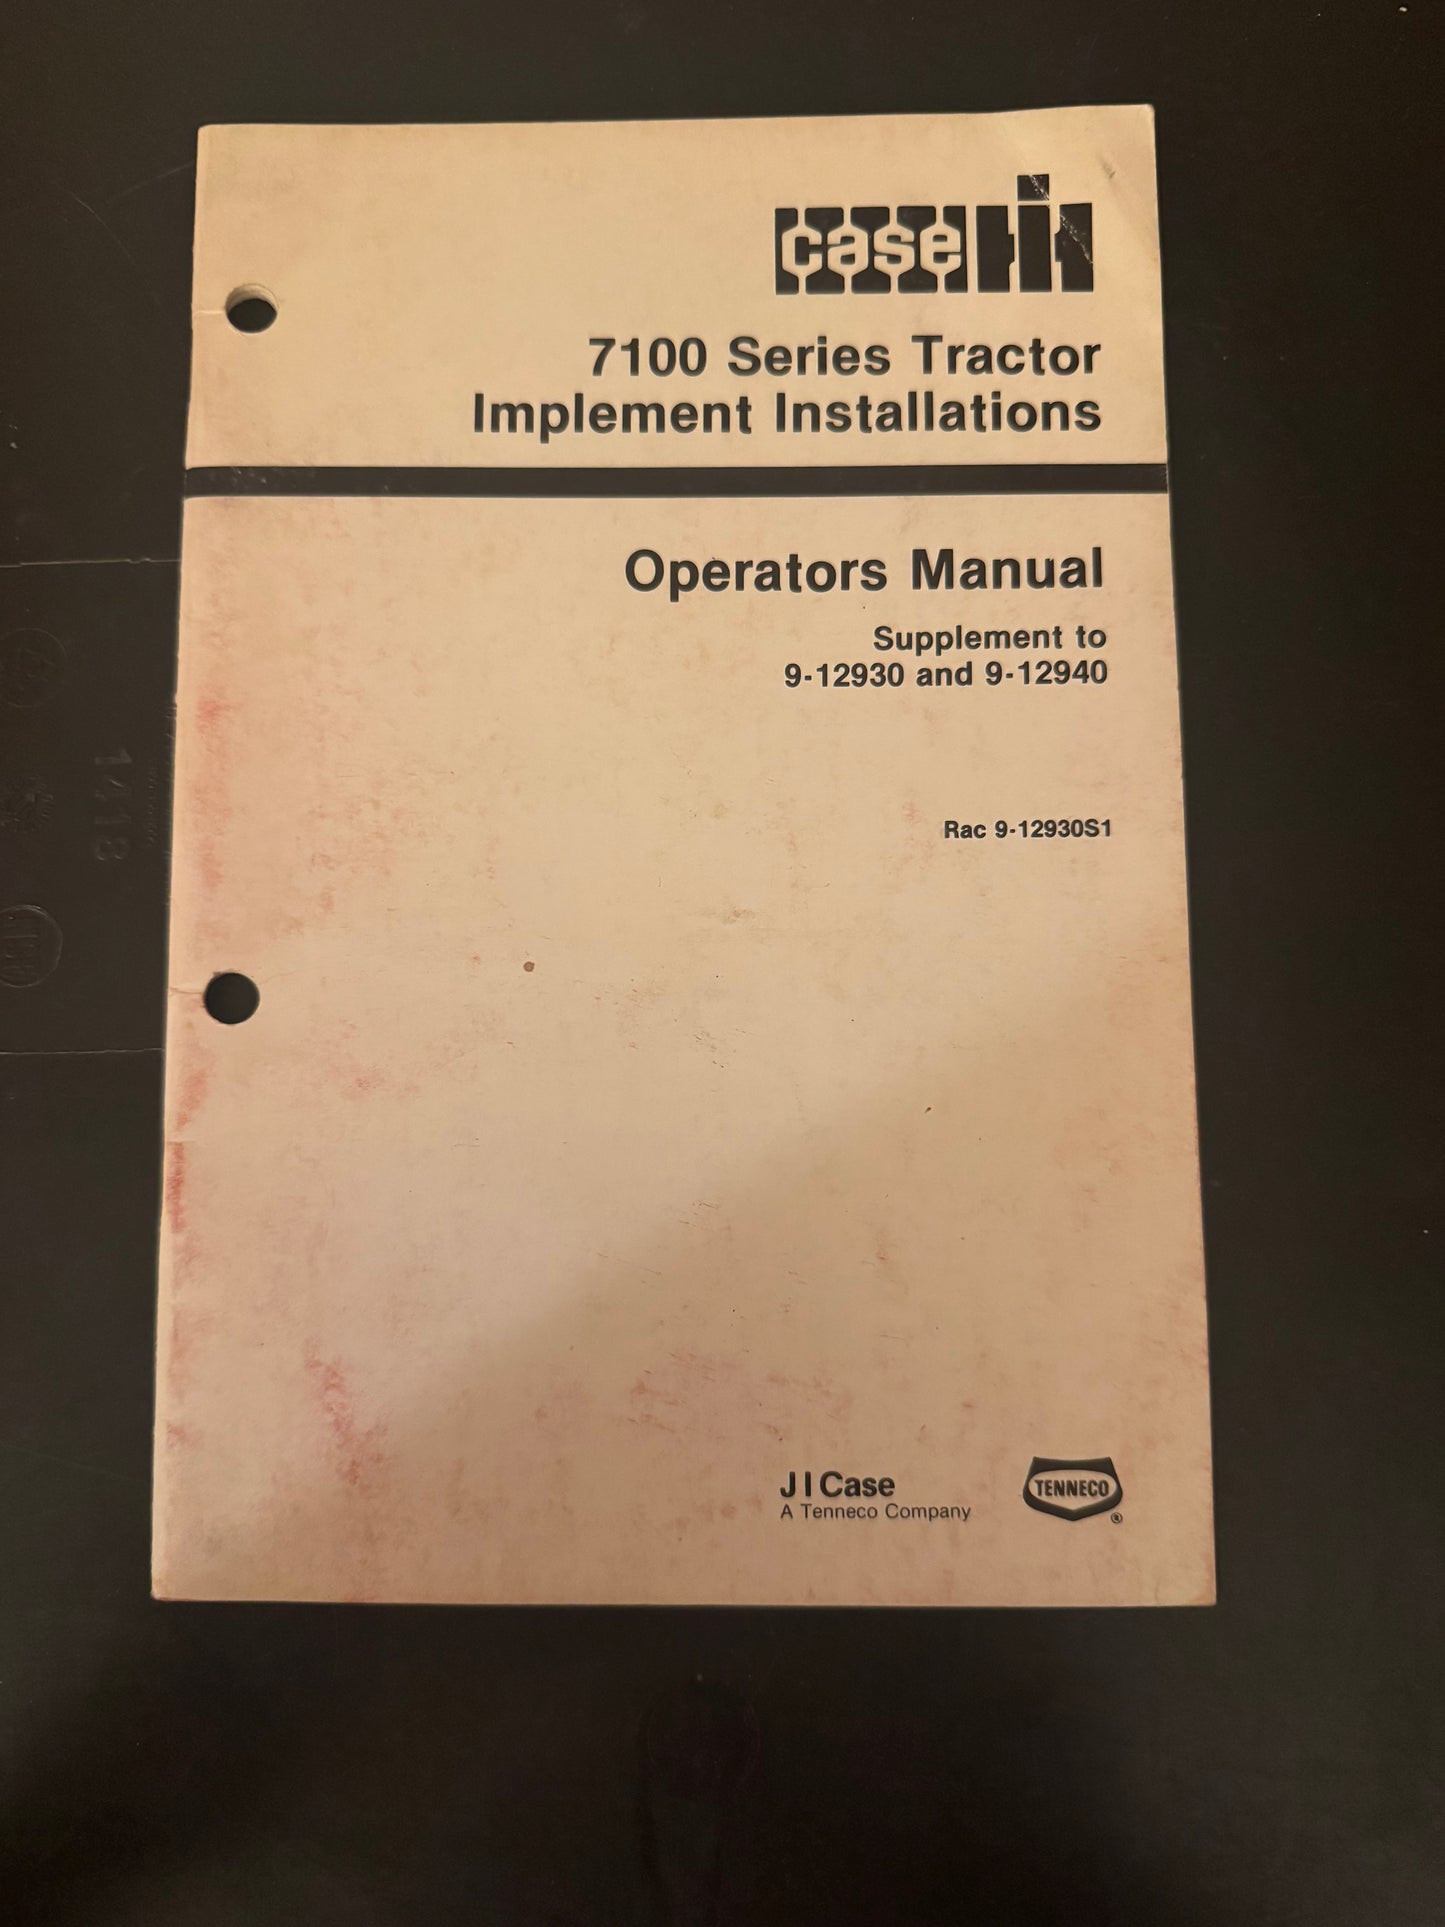 case IH
7100 Series Tractor
Implement Installations
Operators Manual
Supplement to
9-12930 and 9-12940
Rac 9-12930S1
J I Case
A Tenneco Company
TENNECO
®
1418